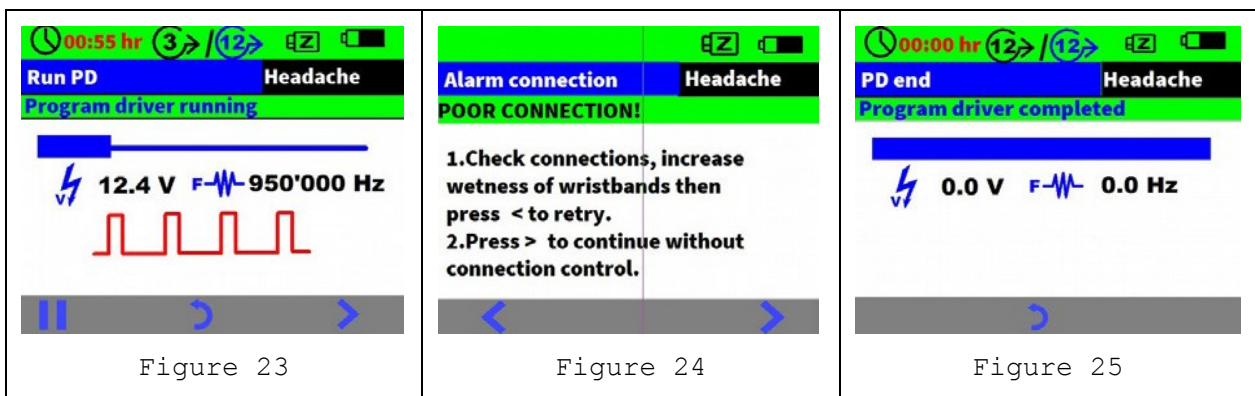 00:55 hr 3 / 12 Z
Run PD Headache
Program driver running
V 12.4 V F 950'000 Hz
Figure 23
Z
Alarm connection Headache
POOR CONNECTION!
1.Check connections, increase
wetness of wristbands then
press < to retry.
2.Press > to continue without
connection control.
Figure 24
00:00 hr 12 / 12 Z
PD end Headache
Program driver completed
V 0.0 V F 0.0 Hz
Figure 25